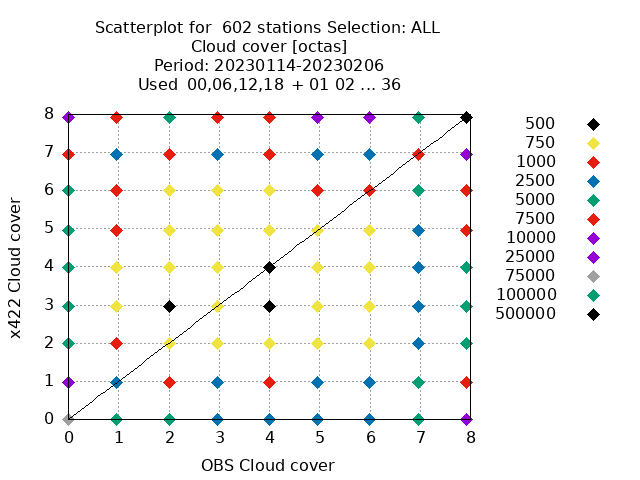 Scatterplot for  602 stations Selection: ALL
Cloud cover [octas]
Period: 20230114-20230206
Used  00,06,12,18  + 01 02 ... 36
8
7
6
5
4
3
2
1
0
x422 Cloud cover
0 1 2 3 4 5 6 7 8
OBS Cloud cover
500
750
1000
2500
5000
7500
10000
25000
75000
100000
500000